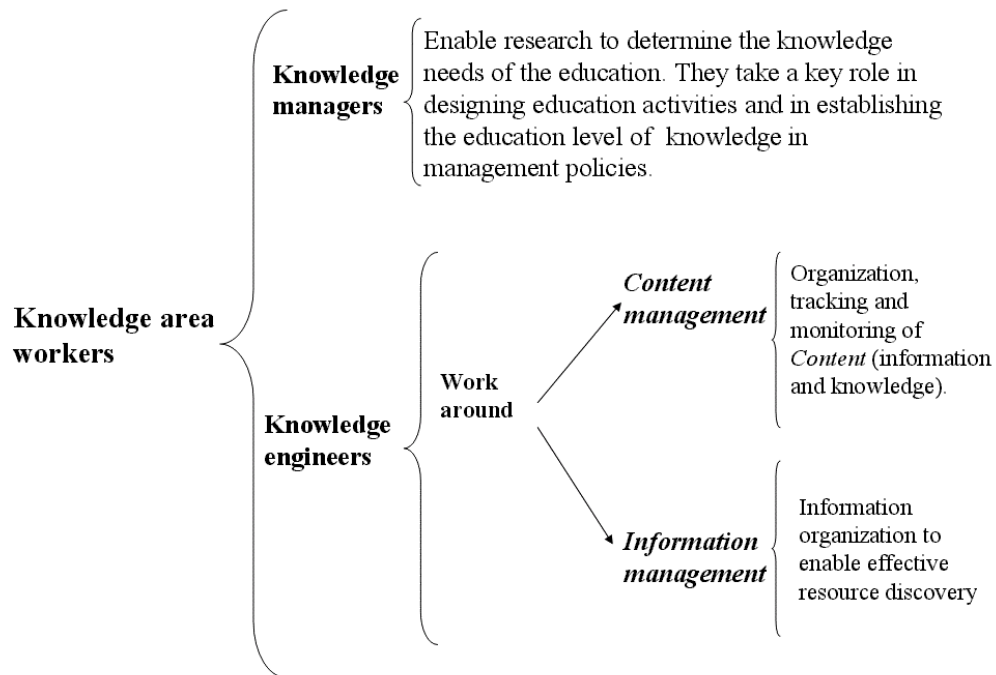 Knowledge area
workers
Knowledge
managers
Enable research to determine the knowledge
needs of the education. They take a key role in
designing education activities and in establishing
the education level of knowledge in
management policies.
Knowledge
engineers
Work
around
Content
management
Organization,
tracking and
monitoring of
Content (information
and knowledge).
Information
management
Information
organization to
enable effective
resource discovery